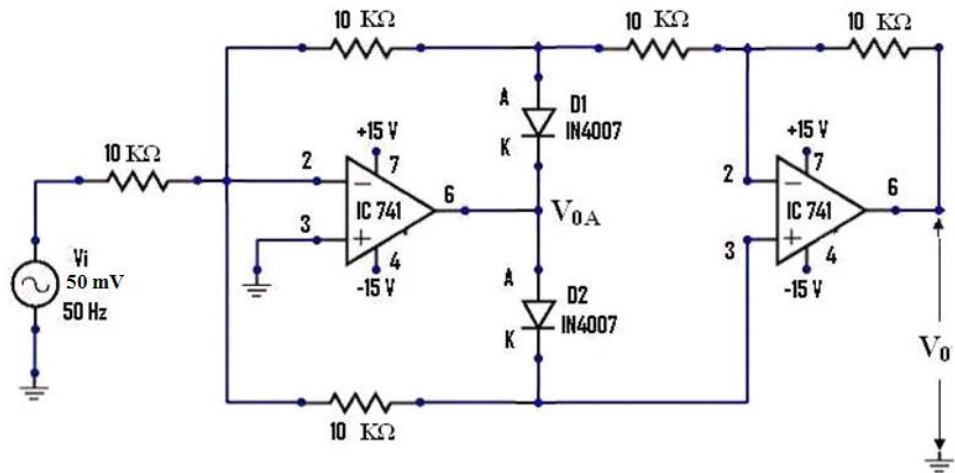 10 KΩ
10 KΩ
10 KΩ
A
D1
IN4007
K
+15 V
7
+15 V
7
10 KΩ
2
−
6
IC 741
V0A
3
+
4
-15 V
2
−
6
IC 741
3
+
4
-15 V
Vi
50 mV
50 Hz
A
D2
IN4007
K
V0
10 KΩ